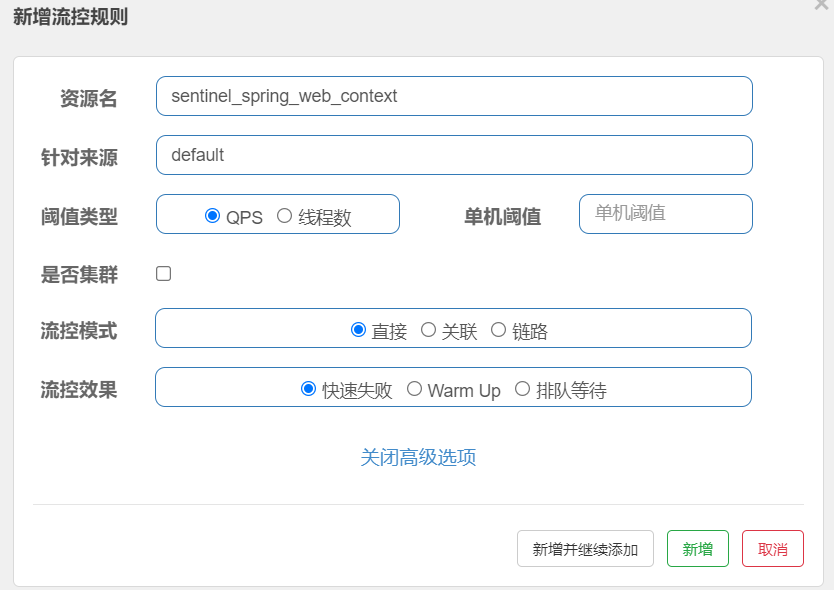 新增流控规则
资源名 sentinel_spring_web_context
针对来源 default
阈值类型 QPS 线程数 单机阈值 单机阈值
是否集群
流控模式 直接 关联 链路
流控效果 快速失败 Warm Up 排队等待
关闭高级选项
新增并继续添加 新增 取消